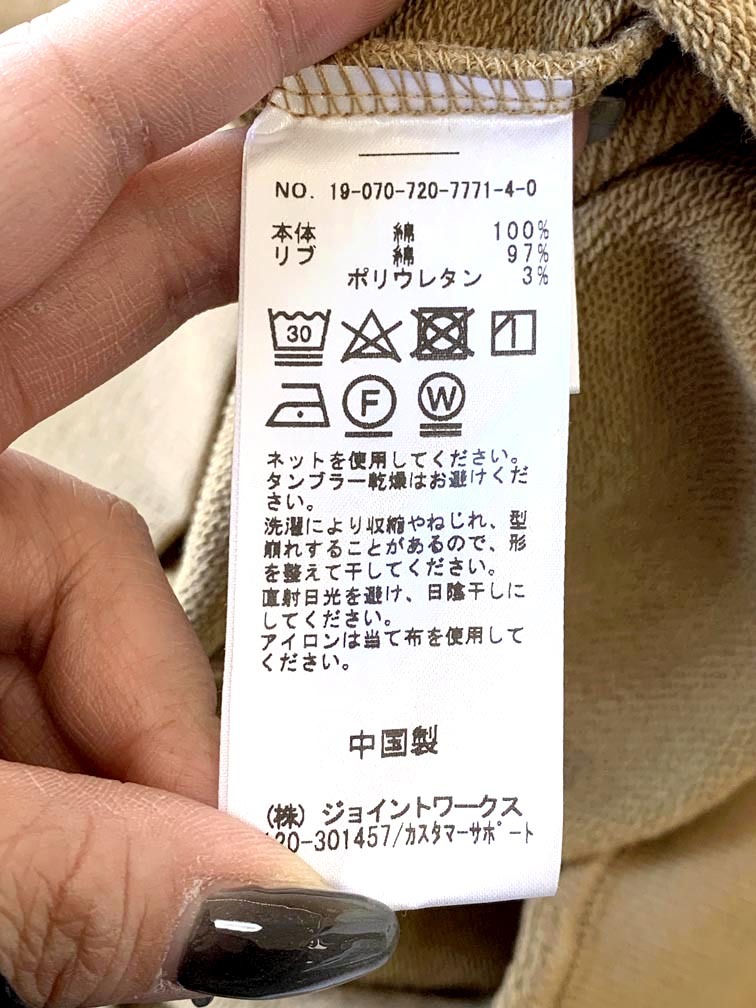 NO. 19-070-720-7771-4-0
本体 綿 100%
リブ 綿 97%
ポリウレタン 3%
30
F W
ネットを使用してください。
タンブラー乾燥はお避けくだ
さい。
洗濯により収縮やねじれ、型
崩れすることがあるので、形
を整えて干してください。
直射日光を避け、日陰干しに
してください。
アイロンは当て布を使用して
ください。
中国製
(株) ジョイントワークス
20-301457/カスタマーサポート